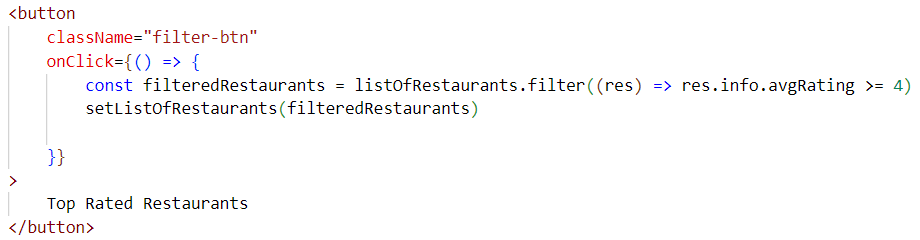 <button
className="filter-btn"
onClick={() => {
const filteredRestaurants = listOfRestaurants.filter((res) => res.info.avgRating >= 4)
setListOfRestaurants(filteredRestaurants)
}}
>
Top Rated Restaurants
</button>